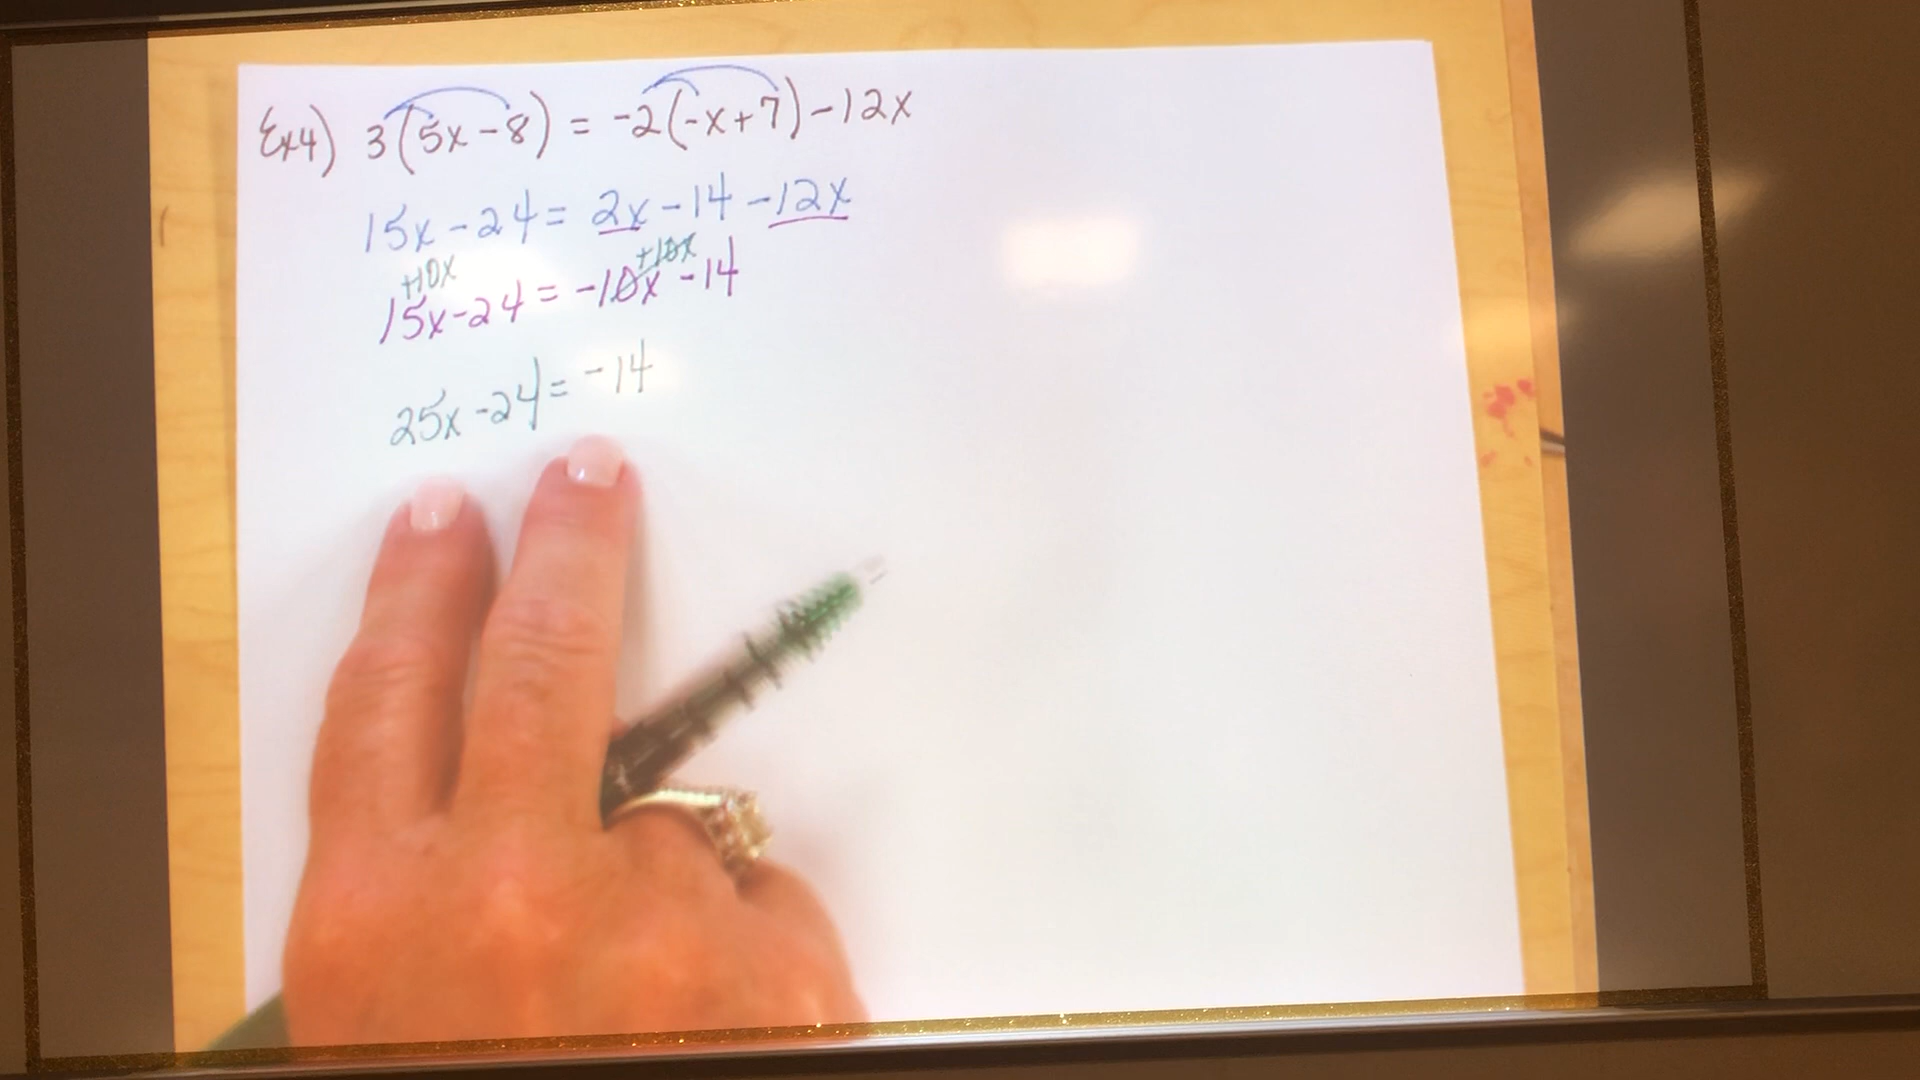 Ex4) 3(5x-8) = -2(-x+7)-12x
15x-24 = 2x-14-12x
+10x +10x
15x-24 = -10x-14
25x-24 = -14